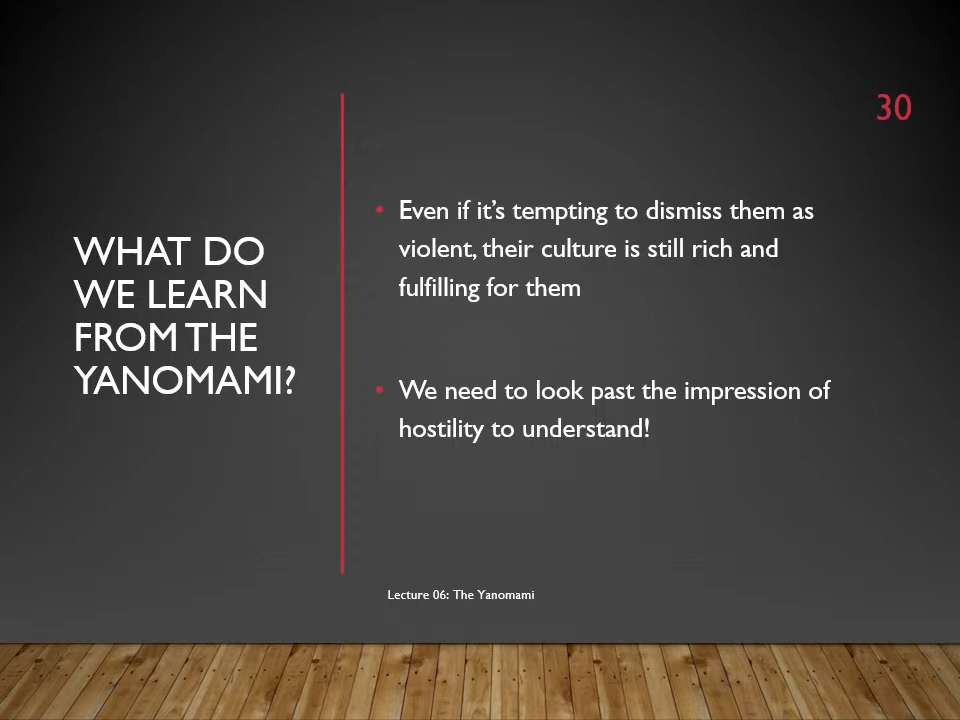 30
WHAT DO
WE LEARN
FROM THE
YANOMAMI?
• Even if it’s tempting to dismiss them as
violent, their culture is still rich and
fulfilling for them
• We need to look past the impression of
hostility to understand!
Lecture 06: The Yanomami